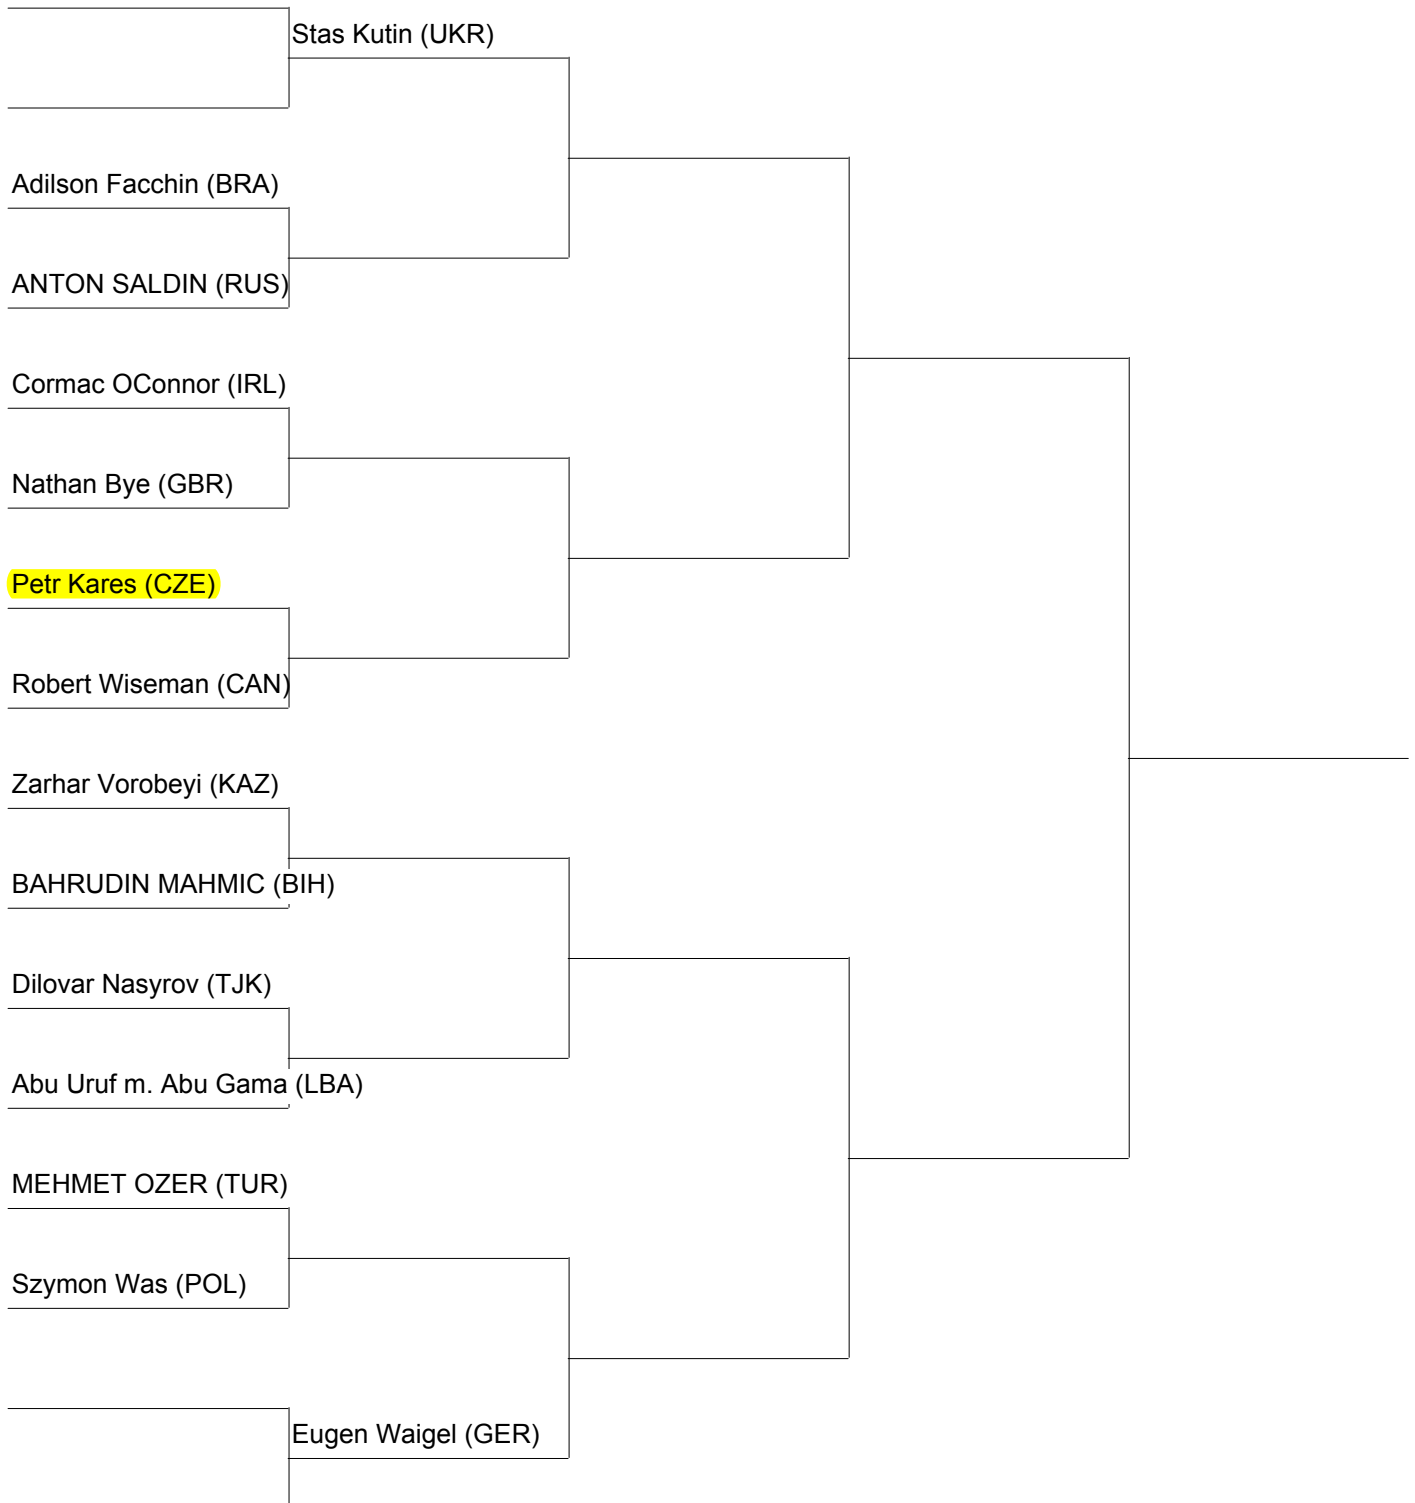 Stas Kutin (UKR)
Adilson Facchin (BRA)
ANTON SALDIN (RUS)
Cormac OConnor (IRL)
Nathan Bye (GBR)
Petr Kares (CZE)
Robert Wiseman (CAN)
Zarhar Vorobeyi (KAZ)
BAHRUDIN MAHMIC (BIH)
Dilovar Nasyrov (TJK)
Abu Uruf m. Abu Gama (LBA)
MEHMET OZER (TUR)
Szymon Was (POL)
Eugen Waigel (GER)